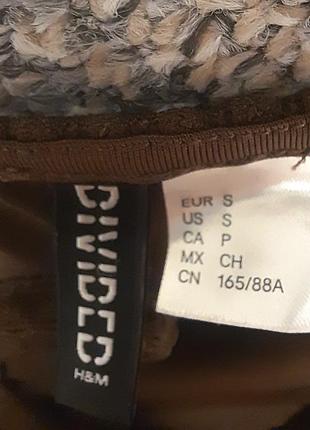 DIVIDED
H&M
EUR S
US S
CA P
MX CH
CN 165/88A